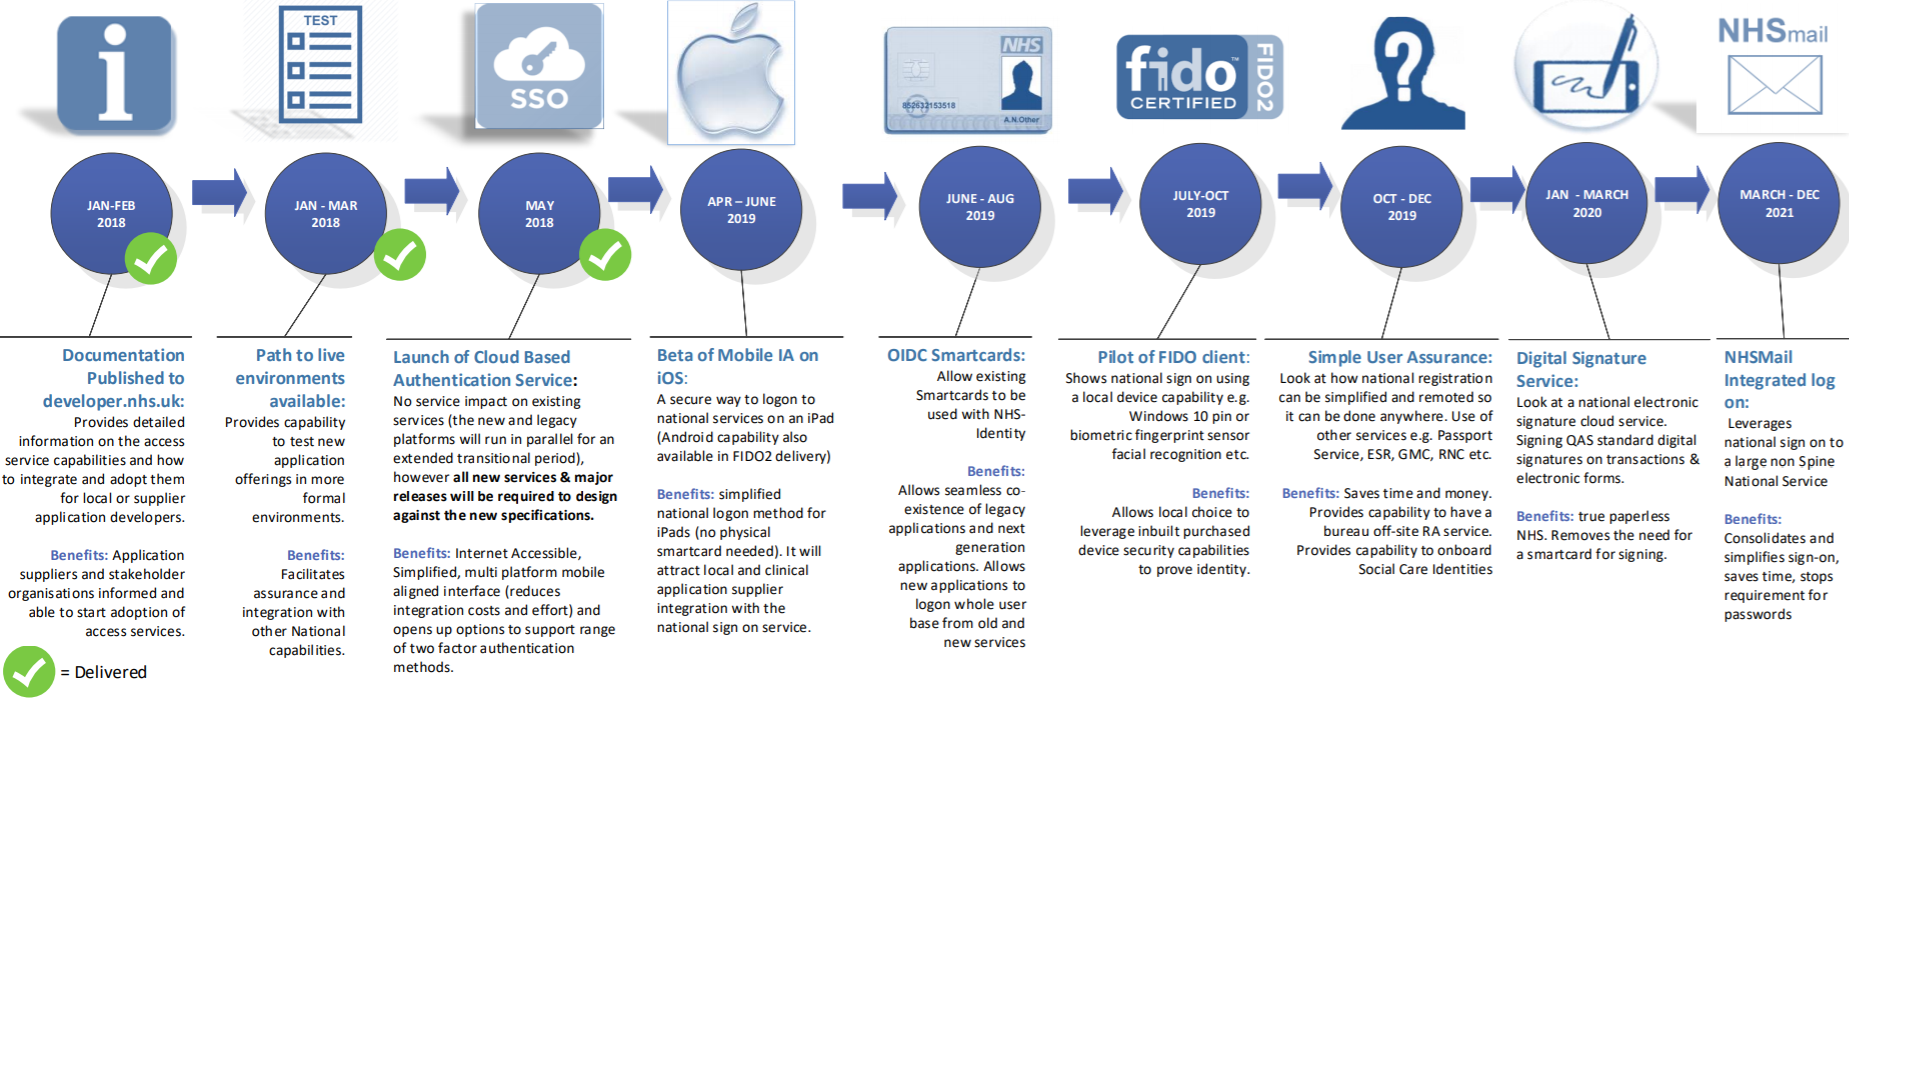 TEST
SSO
NHS
852632153518
A.N.Other
fido™
CERTIFIED
FIDO2
NHSmail
JAN-FEB
2018
JAN - MAR
2018
MAY
2018
APR – JUNE
2019
JUNE - AUG
2019
JULY-OCT
2019
OCT - DEC
2019
JAN - MARCH
2020
MARCH - DEC
2021
Documentation
Published to
developer.nhs.uk:
Provides detailed
information on the access
service capabilities and how
to integrate and adopt them
for local or supplier
application developers.
Benefits: Application
suppliers and stakeholder
organisations informed and
able to start adoption of
access services.
= Delivered
Path to live
environments
available:
Provides capability
to test new
application
offerings in more
formal
environments.
Benefits:
Facilitates
assurance and
integration with
other National
capabilities.
Launch of Cloud Based
Authentication Service:
No service impact on existing
services (the new and legacy
platforms will run in parallel for an
extended transitional period),
however all new services & major
releases will be required to design
against the new specifications.
Benefits: Internet Accessible,
Simplified, multi platform mobile
aligned interface (reduces
integration costs and effort) and
opens up options to support range
of two factor authentication
methods.
Beta of Mobile IA on
iOS:
A secure way to logon to
national services on an iPad
(Android capability also
available in FIDO2 delivery)
Benefits: simplified
national logon method for
iPads (no physical
smartcard needed). It will
attract local and clinical
application supplier
integration with the
national sign on service.
OIDC Smartcards:
Allow existing
Smartcards to be
used with NHS-
Identity
Benefits:
Allows seamless co-
existence of legacy
applications and next
generation
applications. Allows
new applications to
logon whole user
base from old and
new services
Pilot of FIDO client:
Shows national sign on using
a local device capability e.g.
Windows 10 pin or
biometric fingerprint sensor
facial recognition etc.
Benefits:
Allows local choice to
leverage inbuilt purchased
device security capabilities
to prove identity.
Simple User Assurance:
Look at how national registration
can be simplified and remoted so
it can be done anywhere. Use of
other services e.g. Passport
Service, ESR, GMC, RNC etc.
Benefits: Saves time and money.
Provides capability to have a
bureau off-site RA service.
Provides capability to onboard
Social Care Identities
Digital Signature
Service:
Look at a national electronic
signature cloud service.
Signing QAS standard digital
signatures on transactions &
electronic forms.
Benefits: true paperless
NHS. Removes the need for
a smartcard for signing.
NHSMail
Integrated log
on:
Leverages
national sign on to
a large non Spine
National Service
Benefits:
Consolidates and
simplifies sign-on,
saves time, stops
requirement for
passwords